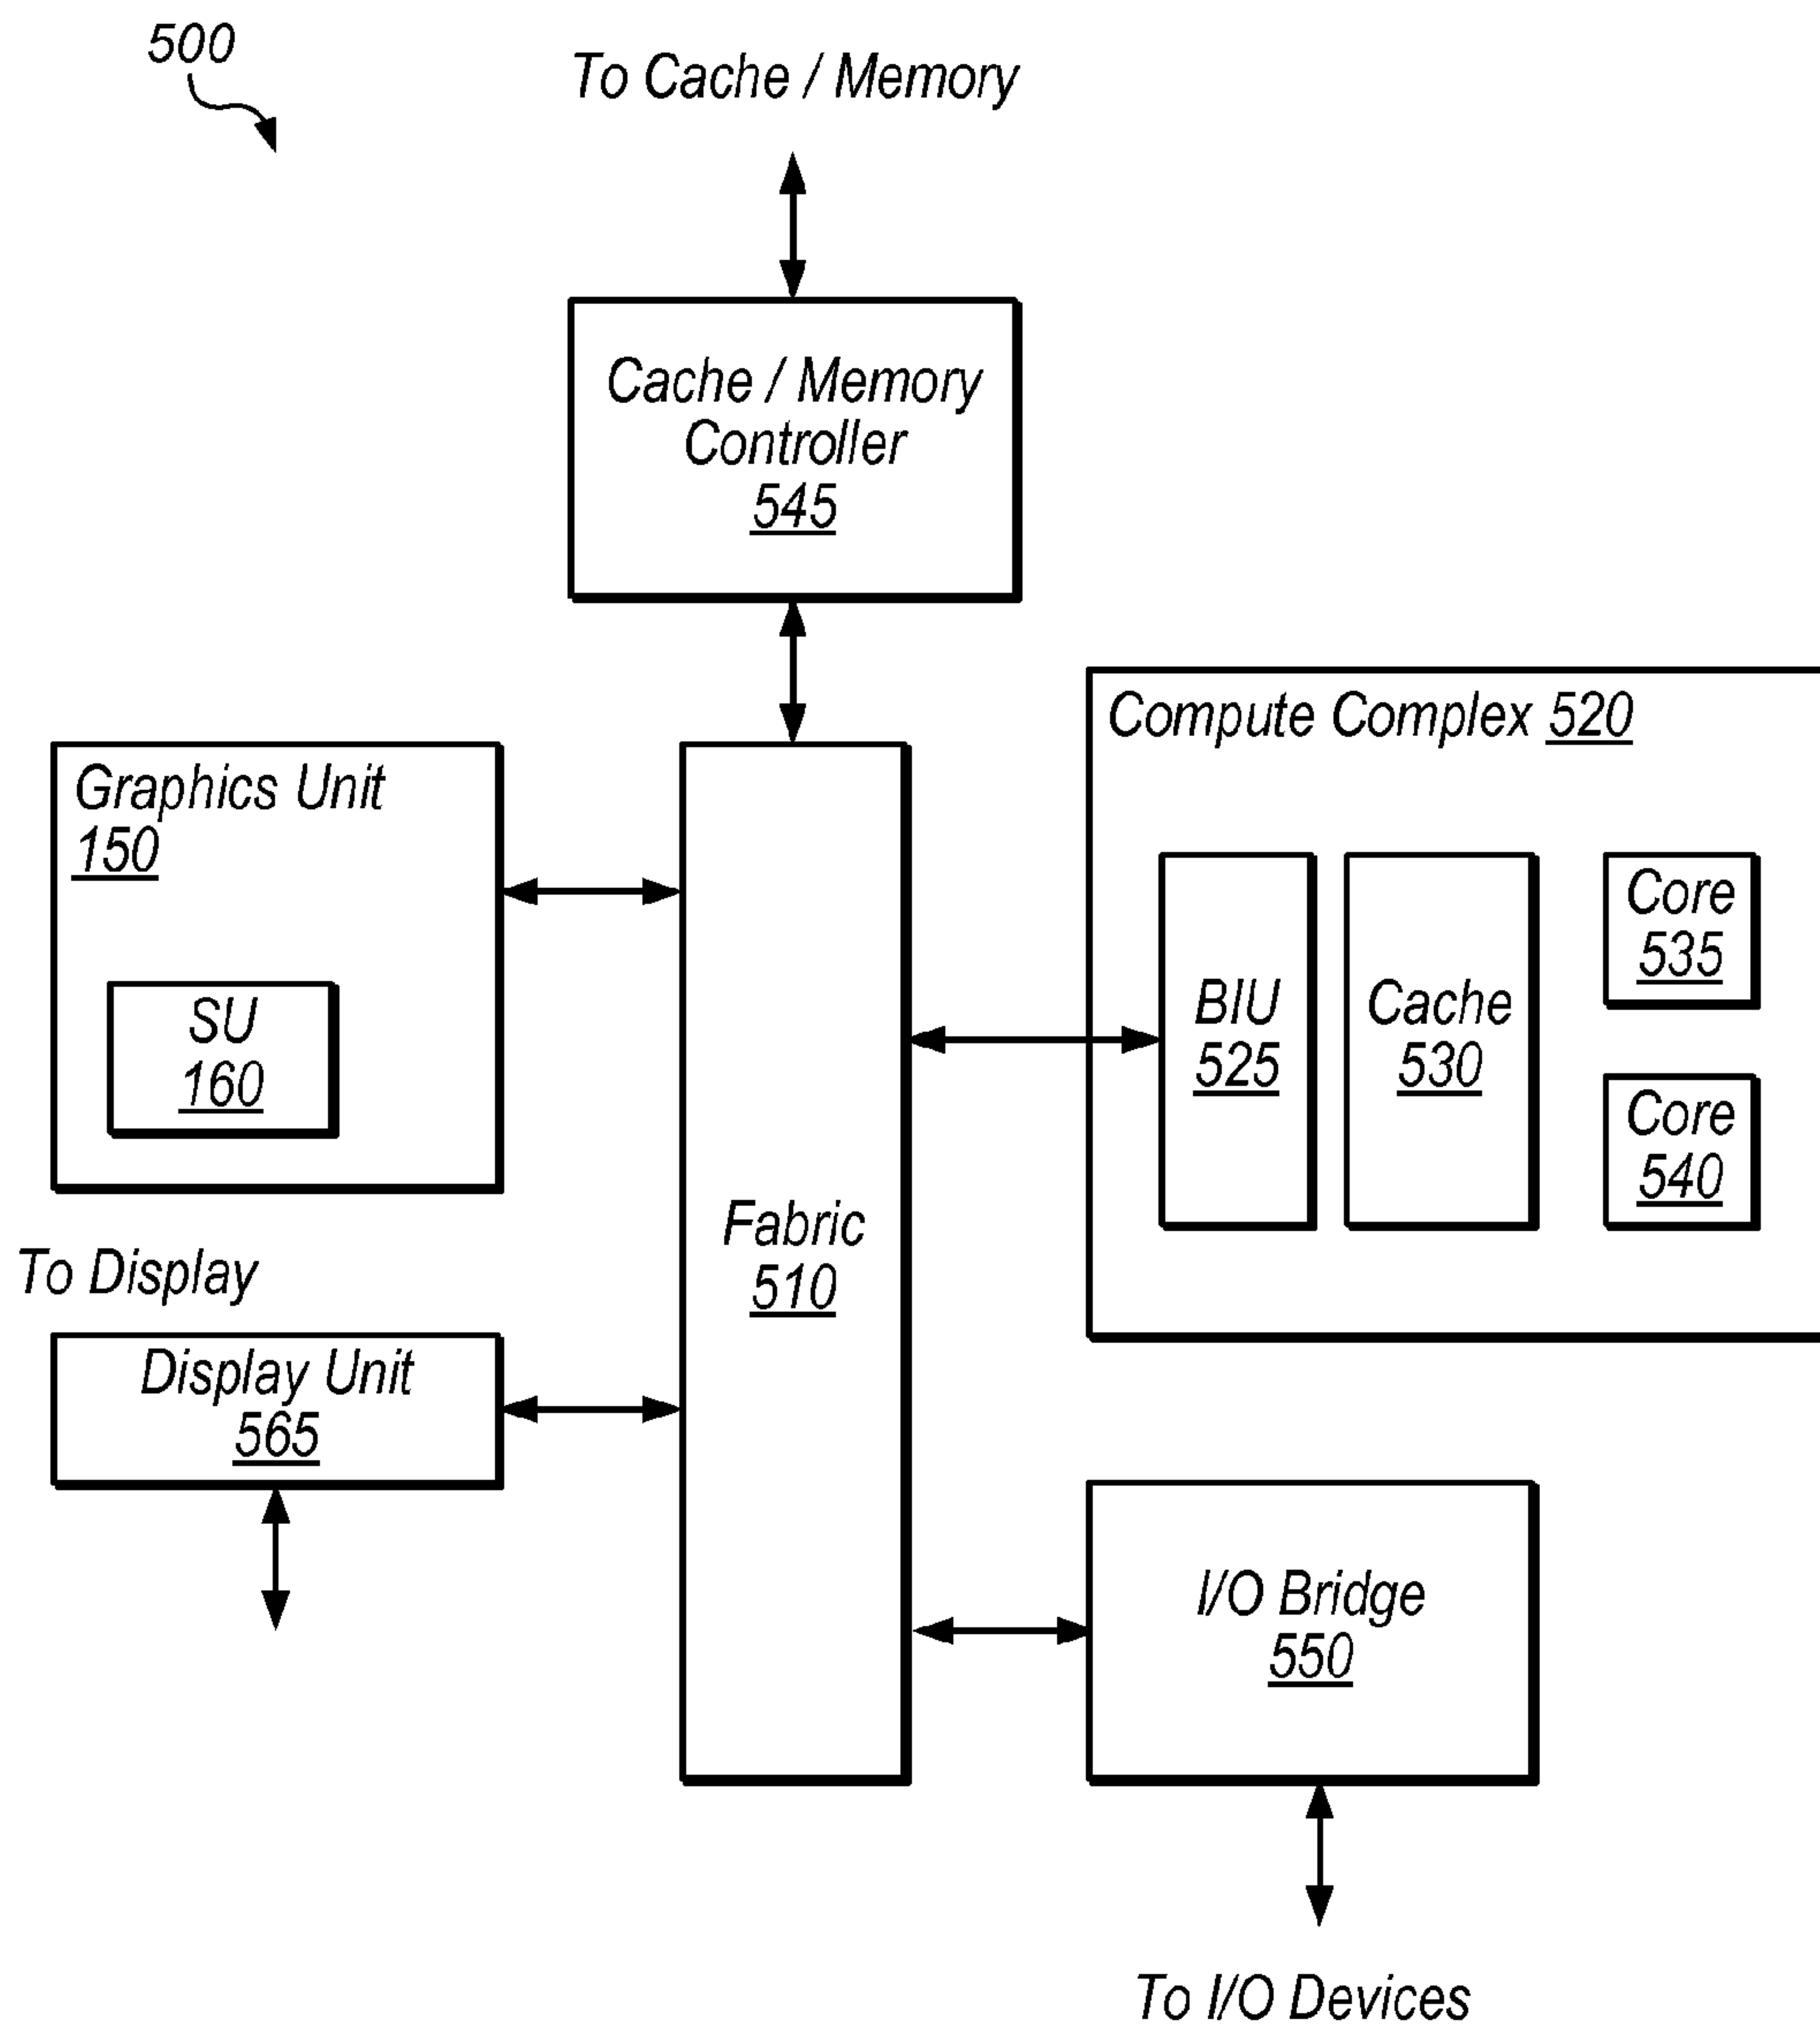 500
To Cache / Memory
Cache / Memory
Controller
545
Compute Complex 520
Graphics Unit
150
SU
160
BIU
525
Cache
530
Core
535
Core
540
Fabric
510
To Display
Display Unit
565
I/O Bridge
550
To I/O Devices